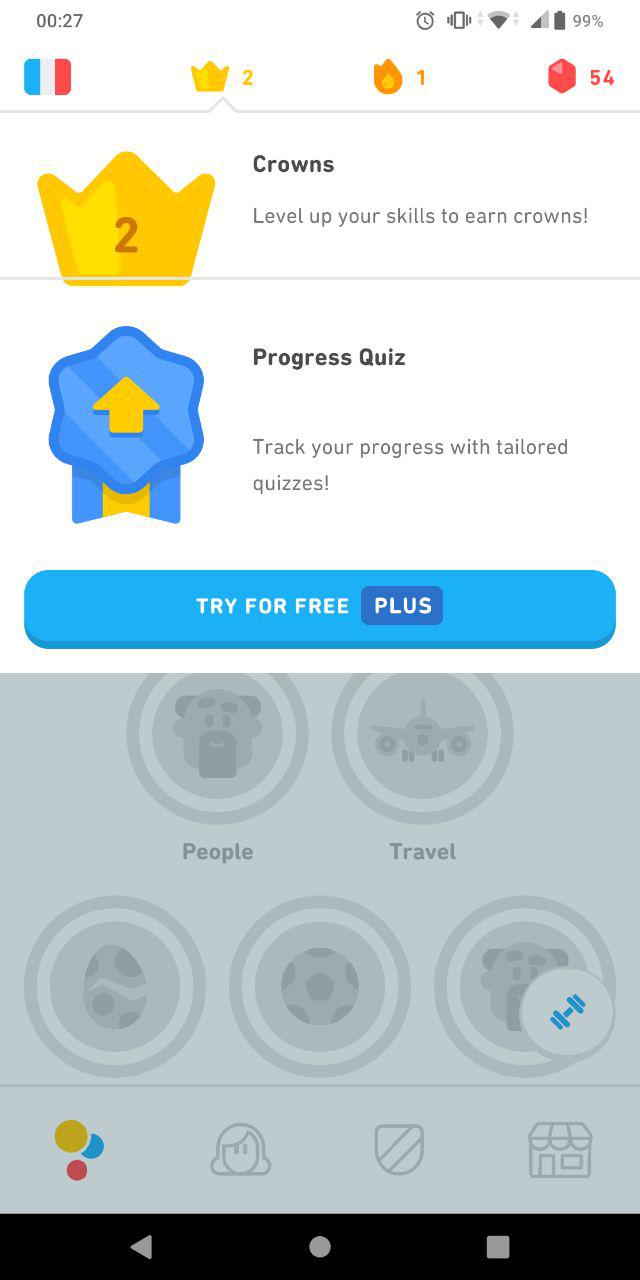 00:27
99%
2
1
54
Crowns
2
Level up your skills to earn crowns!
Progress Quiz
Track your progress with tailored
quizzes!
TRY FOR FREE PLUS
People Travel